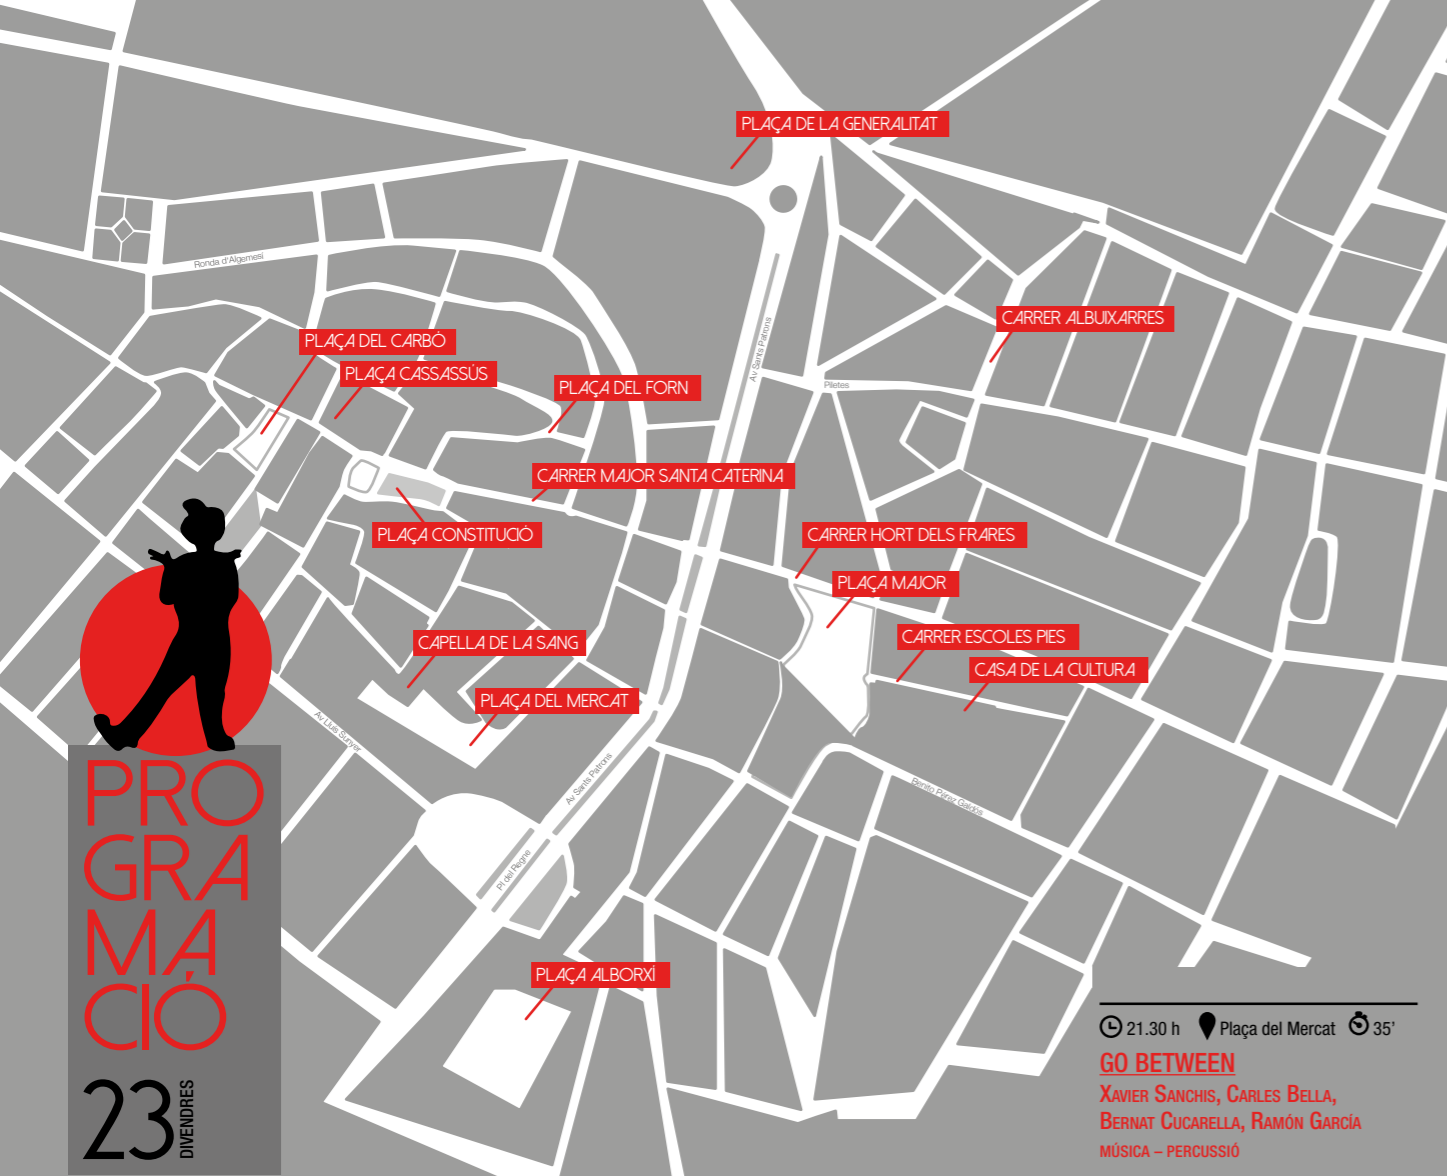 PLAÇA DE LA GENERALITAT
Ronda d'Algemesí
CARRER ALBUIXARRES
PLAÇA DEL CARBÓ
PLAÇA CASSASSÚS
Av Sants Patrons
PLAÇA DEL FORN
Piletes
CARRER MAJOR SANTA CATERINA
PLAÇA CONSTITUCIÓ
CARRER HORT DELS FRARES
PLAÇA MAJOR
CAPELLA DE LA SANG
CARRER ESCOLES PIES
CASA DE LA CULTURA
PLAÇA DEL MERCAT
Av Lluis Sunyer
Av Sants Patrons
Benito Pérez Galdós
Pl del Regne
PLAÇA ALBORXÍ
PRO
GRA
MA
CIÓ
23
DIVENDRES
21.30 h Plaça del Mercat 35'
GO BETWEEN
XAVIER SANCHIS, CARLES BELLA,
BERNAT CUCARELLA, RAMÓN GARCÍA
MÚSICA – PERCUSSIÓ